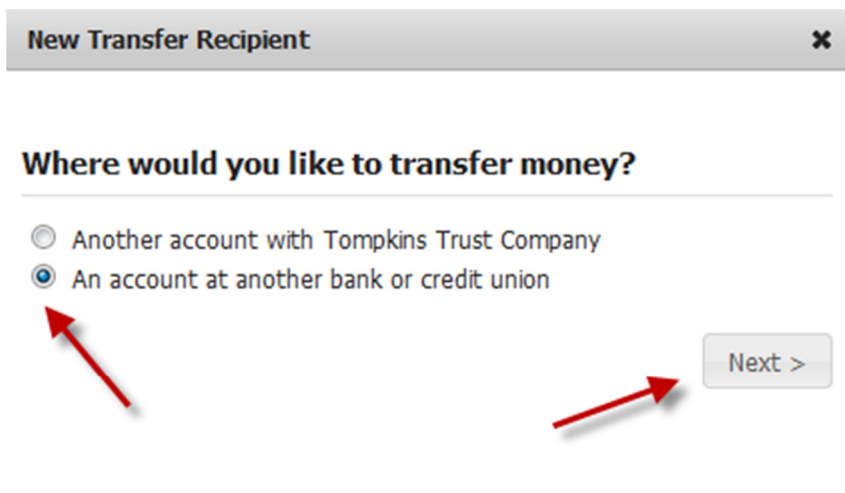 New Transfer Recipient
Where would you like to transfer money?
Another account with Tompkins Trust Company
An account at another bank or credit union
Next >